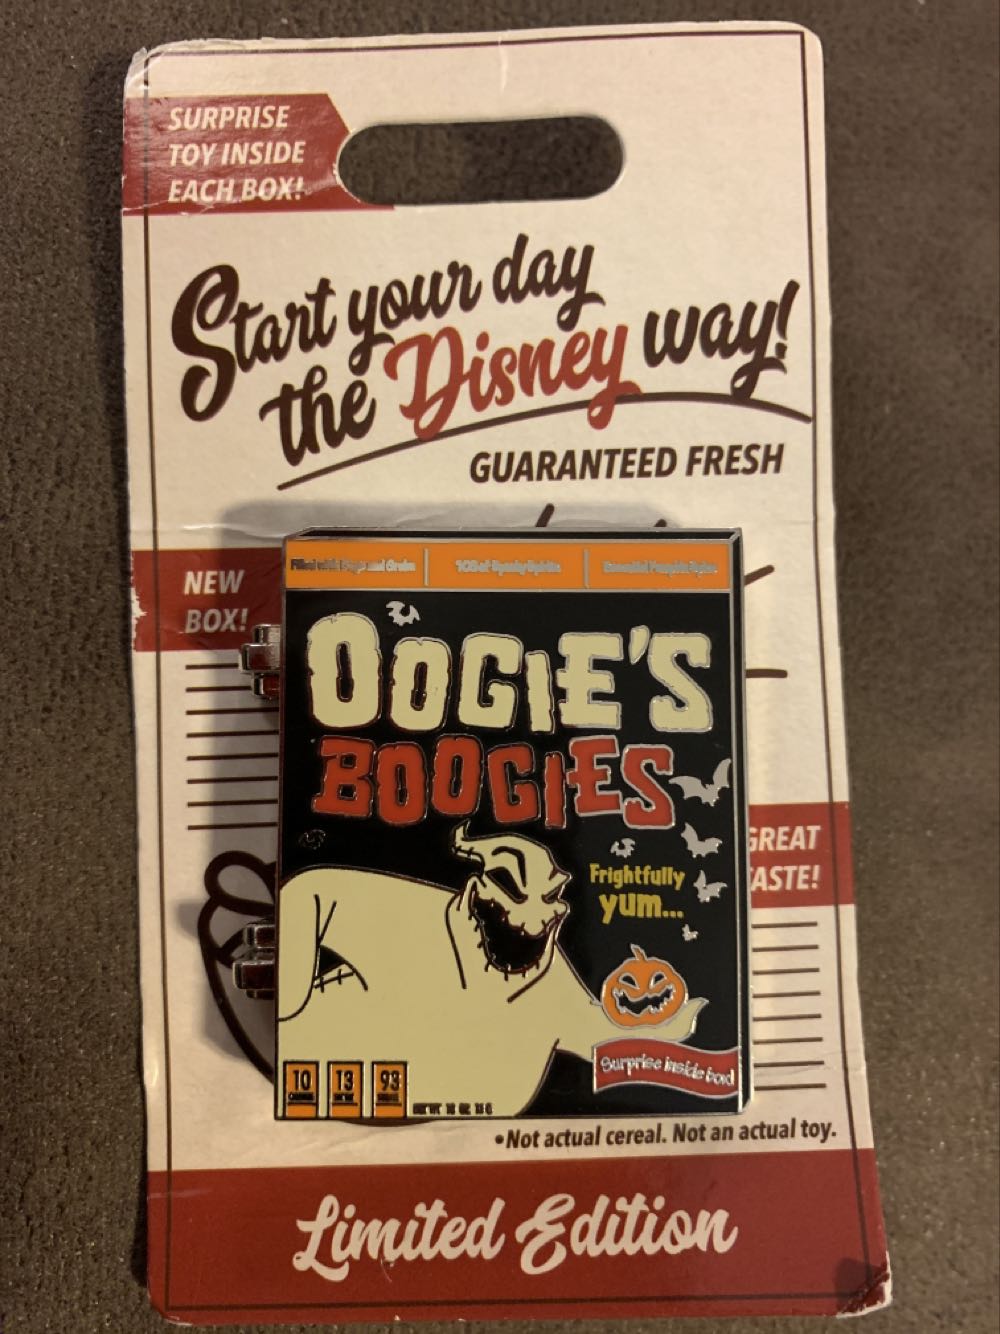 SURPRISE
TOY INSIDE
EACH BOX!
Start your day
the Disney way!
GUARANTEED FRESH
NEW
BOX!
OOGIE'S
BOOGIES
GREAT
TASTE!
Frightfully
yum...
Surprise inside box!
10 13 93
•Not actual cereal. Not an actual toy.
Limited Edition